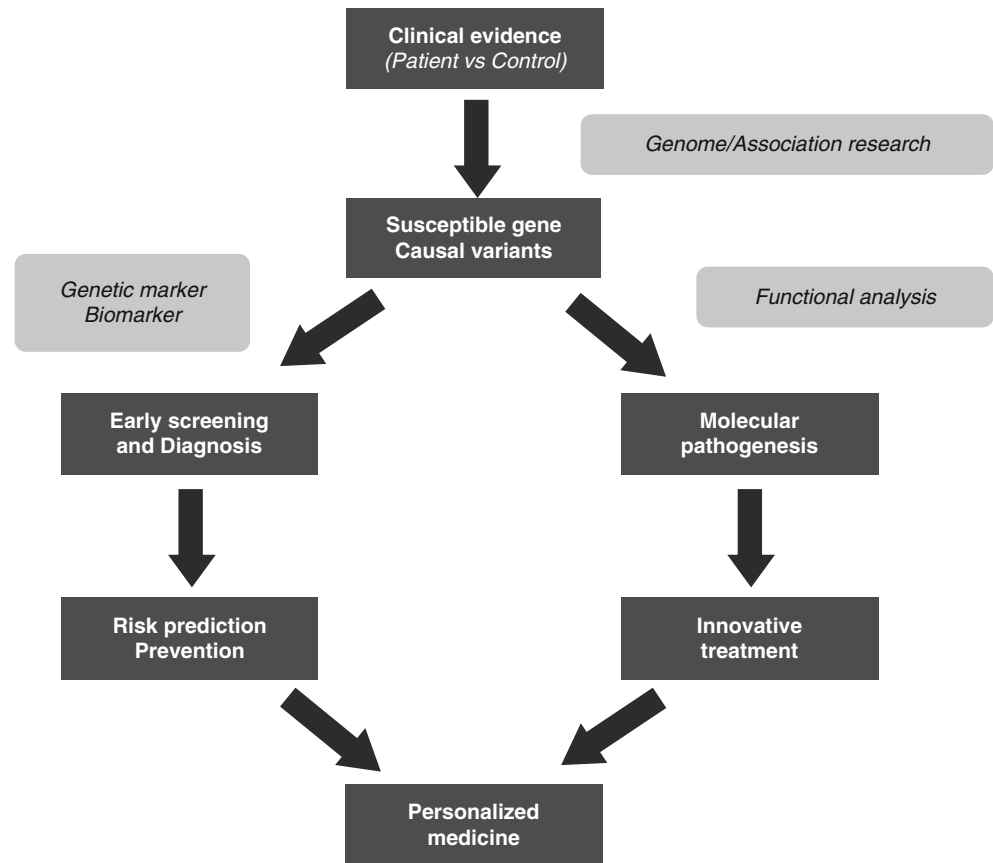 Clinical evidence
(Patient vs Control)
Genome/Association research
Susceptible gene
Causal variants
Genetic marker
Biomarker
Functional analysis
Early screening
and Diagnosis
Molecular
pathogenesis
Risk prediction
Prevention
Innovative
treatment
Personalized
medicine